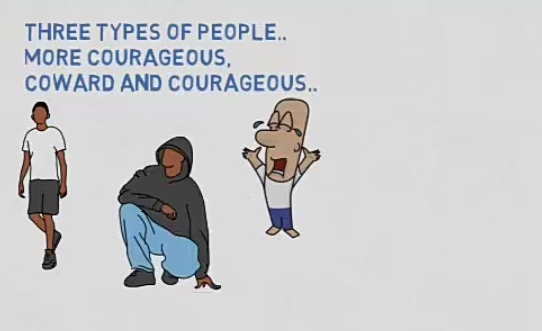 THREE TYPES OF PEOPLE..
MORE COURAGEOUS,
COWARD AND COURAGEOUS..